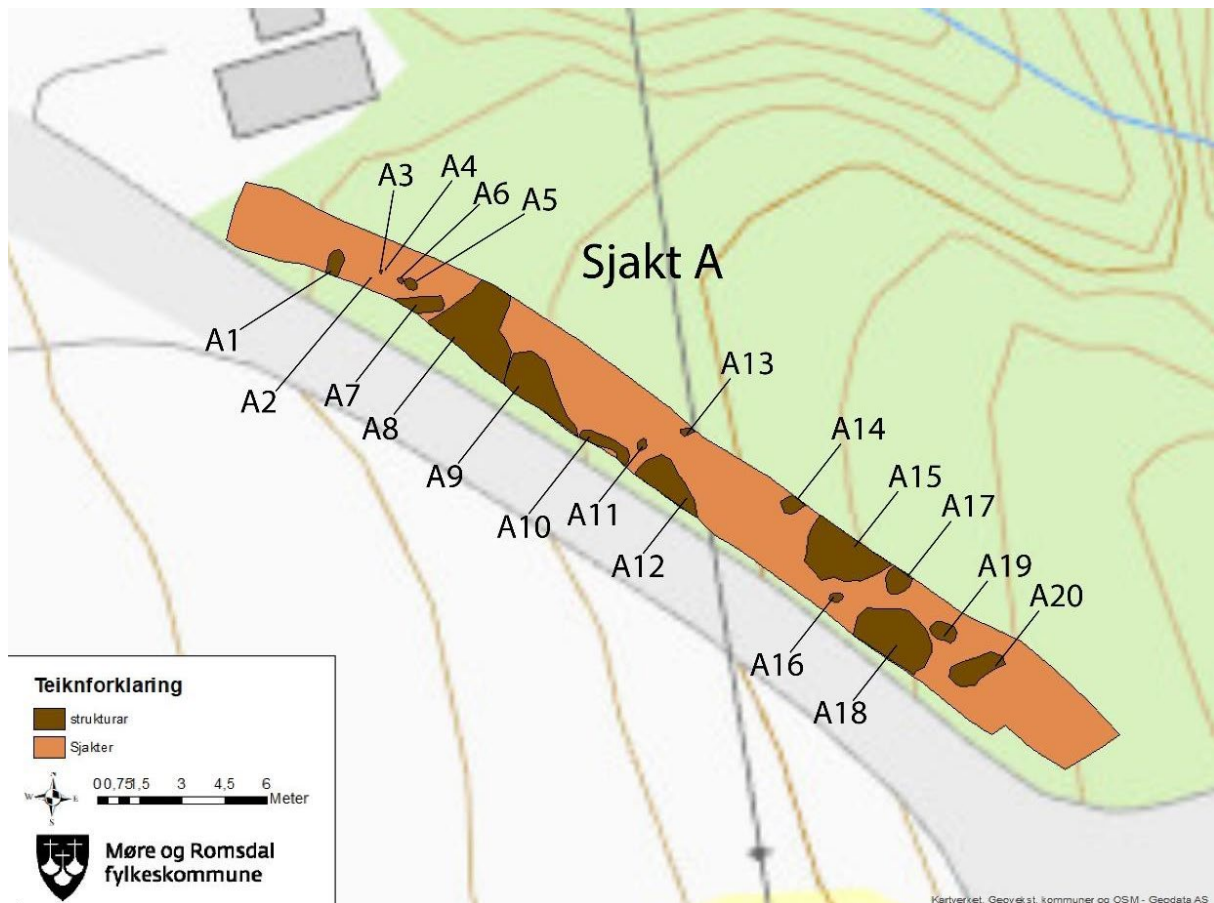 A3
A4
A6
A5
Sjakt A
A1
A2
A7
A8
A9
A10
A11
A12
A13
A14
A15
A17
A19
A20
A16
A18
Teiknforklaring
strukturar
Sjakter
N
W
E
S
0 0,75 1,5 3 4,5 6
Meter
Møre og Romsdal
fylkeskommune
Kartverket, Geovekst, kommuner og OSM - Geodata AS